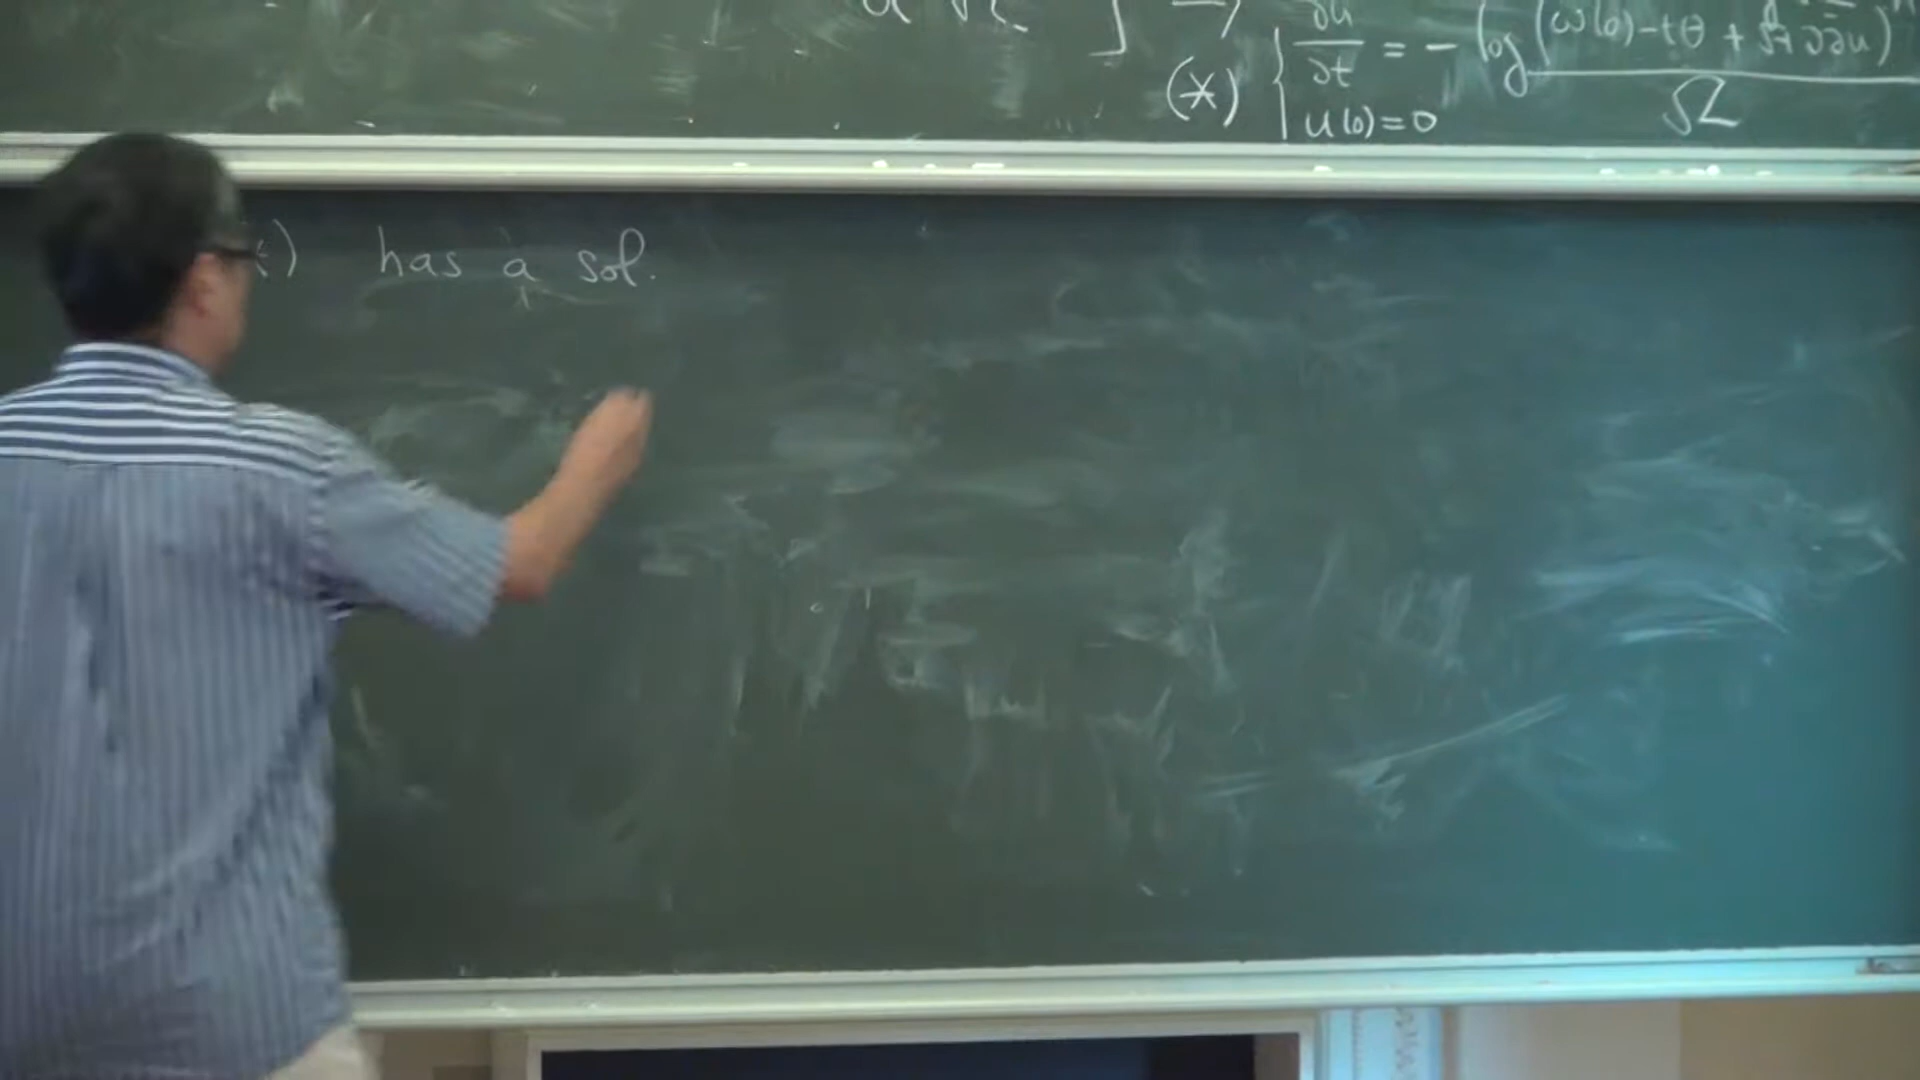 (*) { ∂u/∂t = - log (ω(0) - tθ + √-1 ∂∂̄u)ⁿ / Ω
u(0) = 0
*) has a sol.